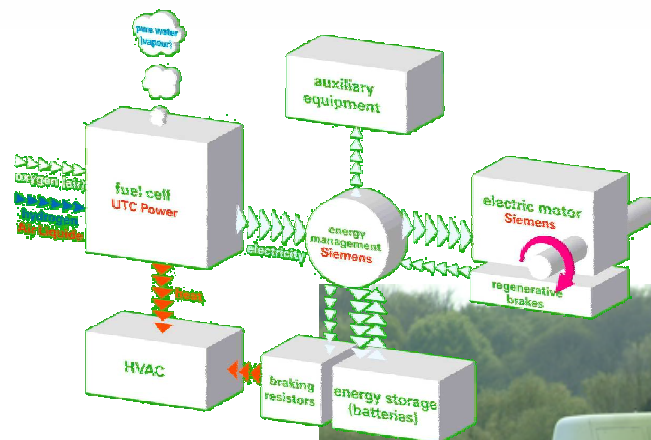 pure water
(vapour)
auxiliary
equipment
oxygen (air)
hydrogen
Air Liquide
fuel cell
UTC Power
electricity
energy
management
Siemens
electric motor
Siemens
regenerative
brakes
heat
HVAC
braking
resistors
energy storage
(batterias)